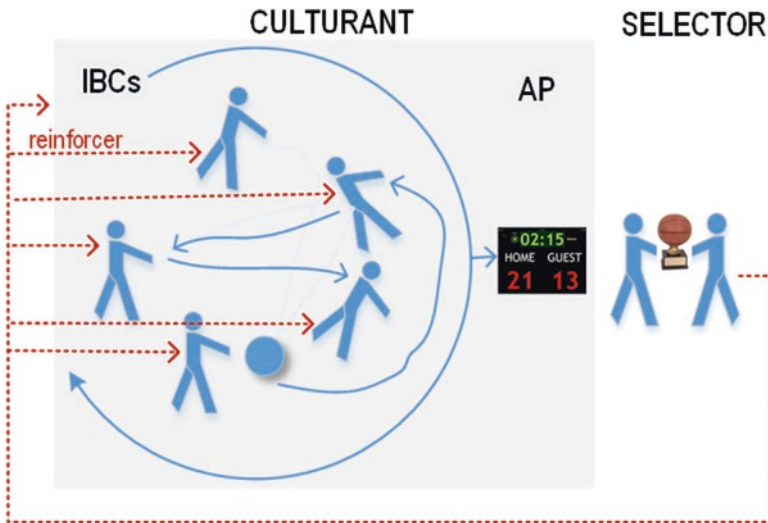 CULTURANT
SELECTOR
IBCs
AP
reinforcer
02:15
HOME GUEST
21 13